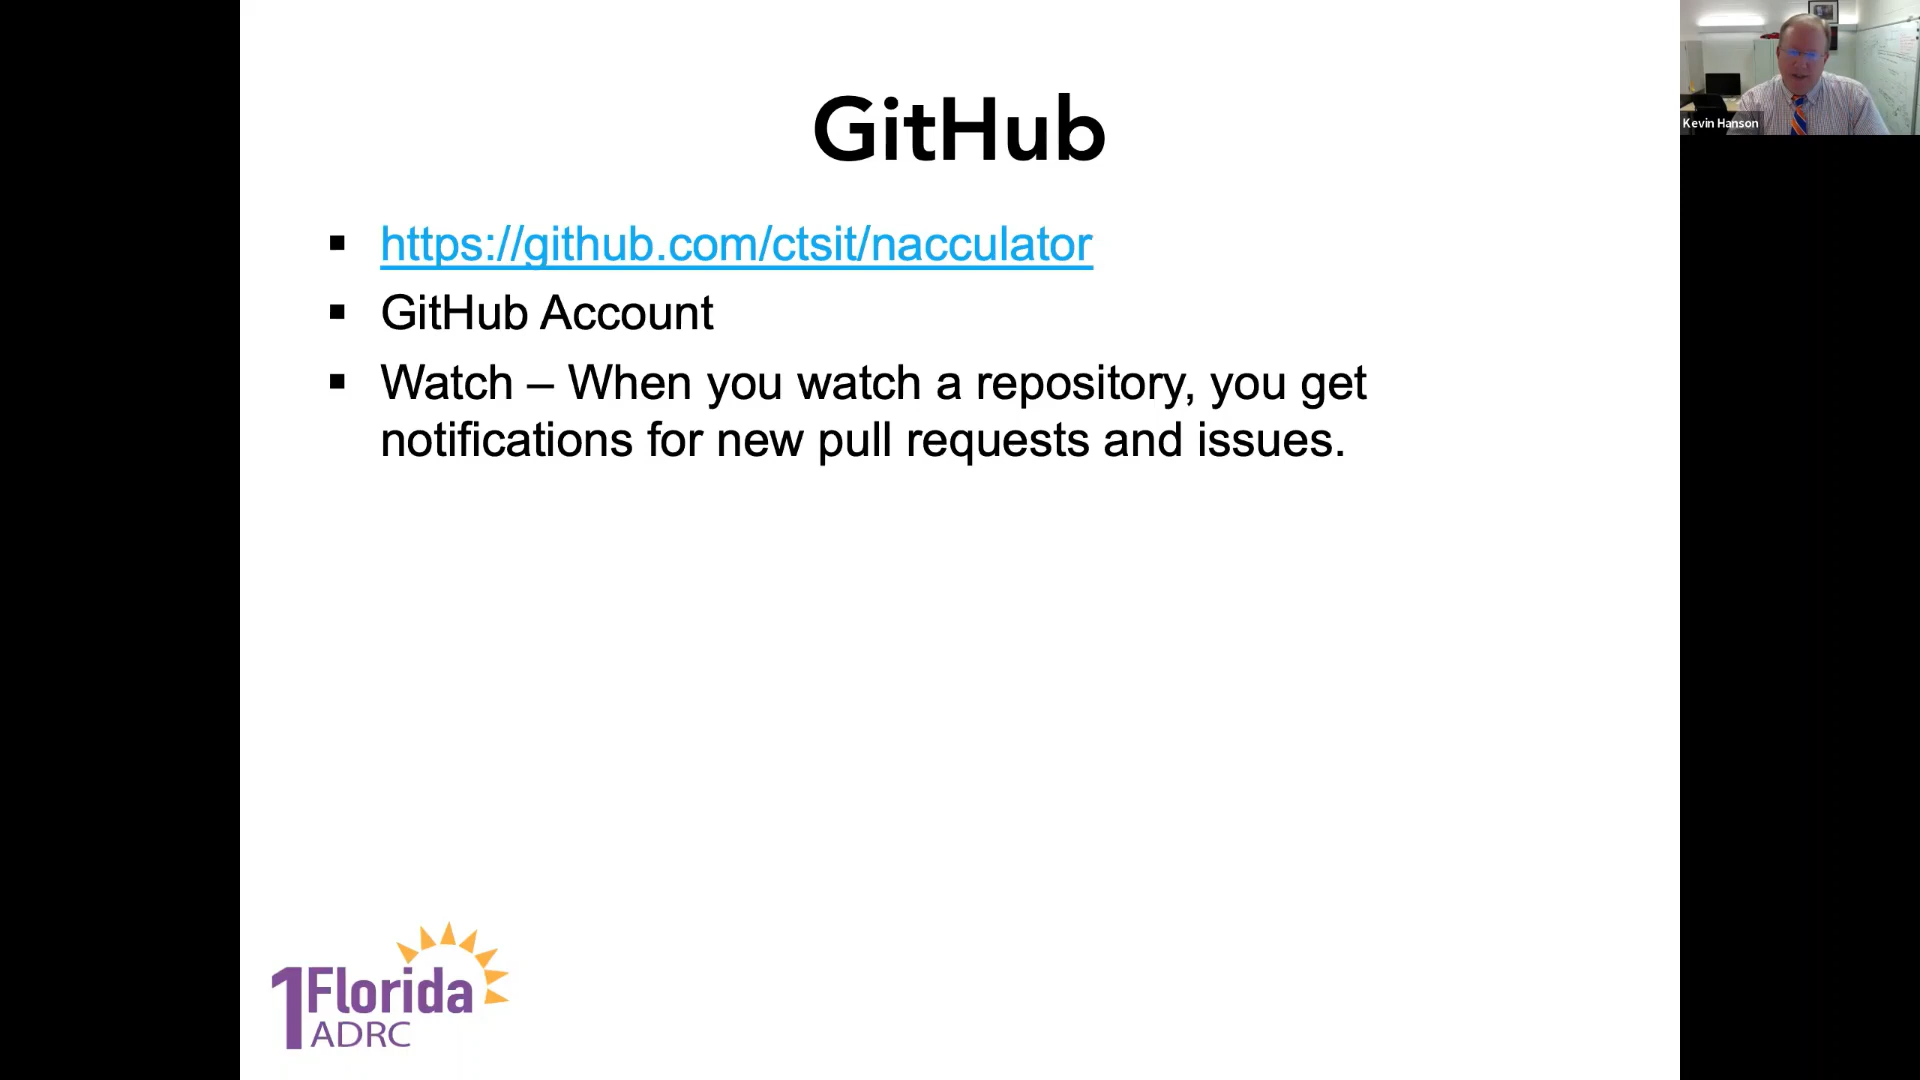 GitHub
https://github.com/ctsit/nacculator
GitHub Account
Watch – When you watch a repository, you get
notifications for new pull requests and issues.
Kevin Hanson
1Florida
ADRC